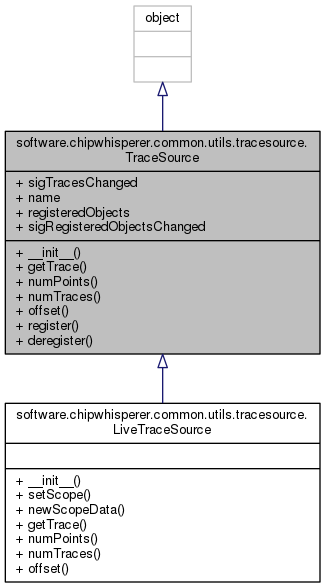 object
software.chipwhisperer.common.utils.tracesource.
TraceSource
+ sigTracesChanged
+ name
+ registeredObjects
+ sigRegisteredObjectsChanged
+ __init__()
+ getTrace()
+ numPoints()
+ numTraces()
+ offset()
+ register()
+ deregister()
software.chipwhisperer.common.utils.tracesource.
LiveTraceSource
+ __init__()
+ setScope()
+ newScopeData()
+ getTrace()
+ numPoints()
+ numTraces()
+ offset()